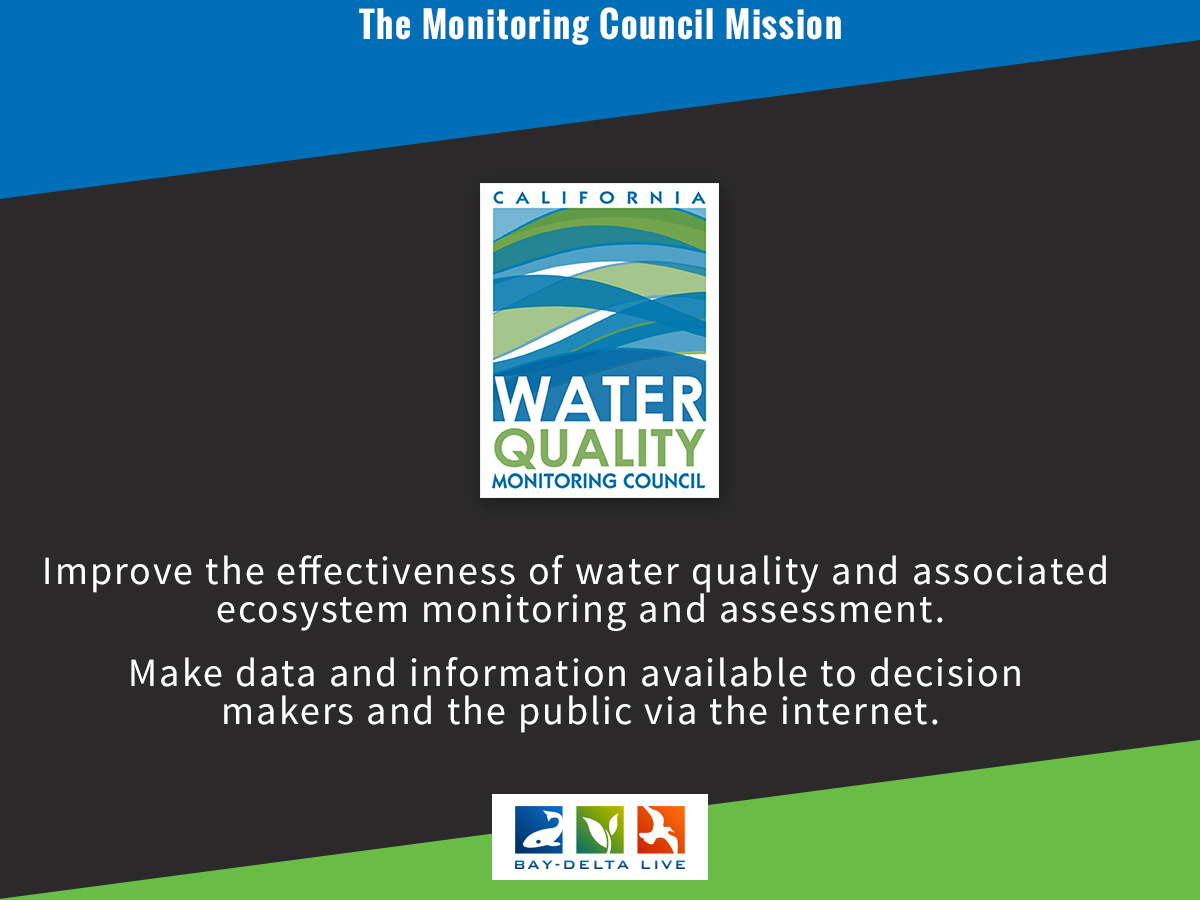 The Monitoring Council Mission
CALIFORNIA
WATER
QUALITY
MONITORING COUNCIL
Improve the effectiveness of water quality and associated
ecosystem monitoring and assessment.
Make data and information available to decision
makers and the public via the internet.
BAY-DELTA LIVE